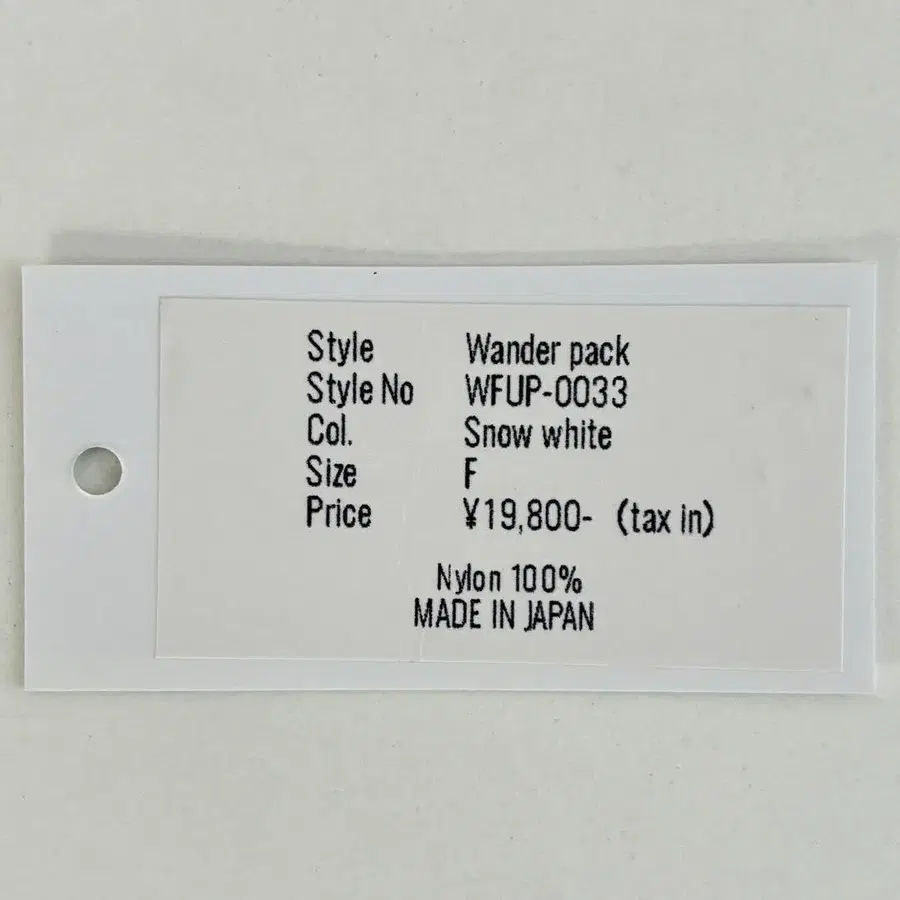 Style Wander pack
Style No WFUP-0033
Col. Snow white
Size F
Price ¥19,800- (tax in)
Nylon 100%
MADE IN JAPAN